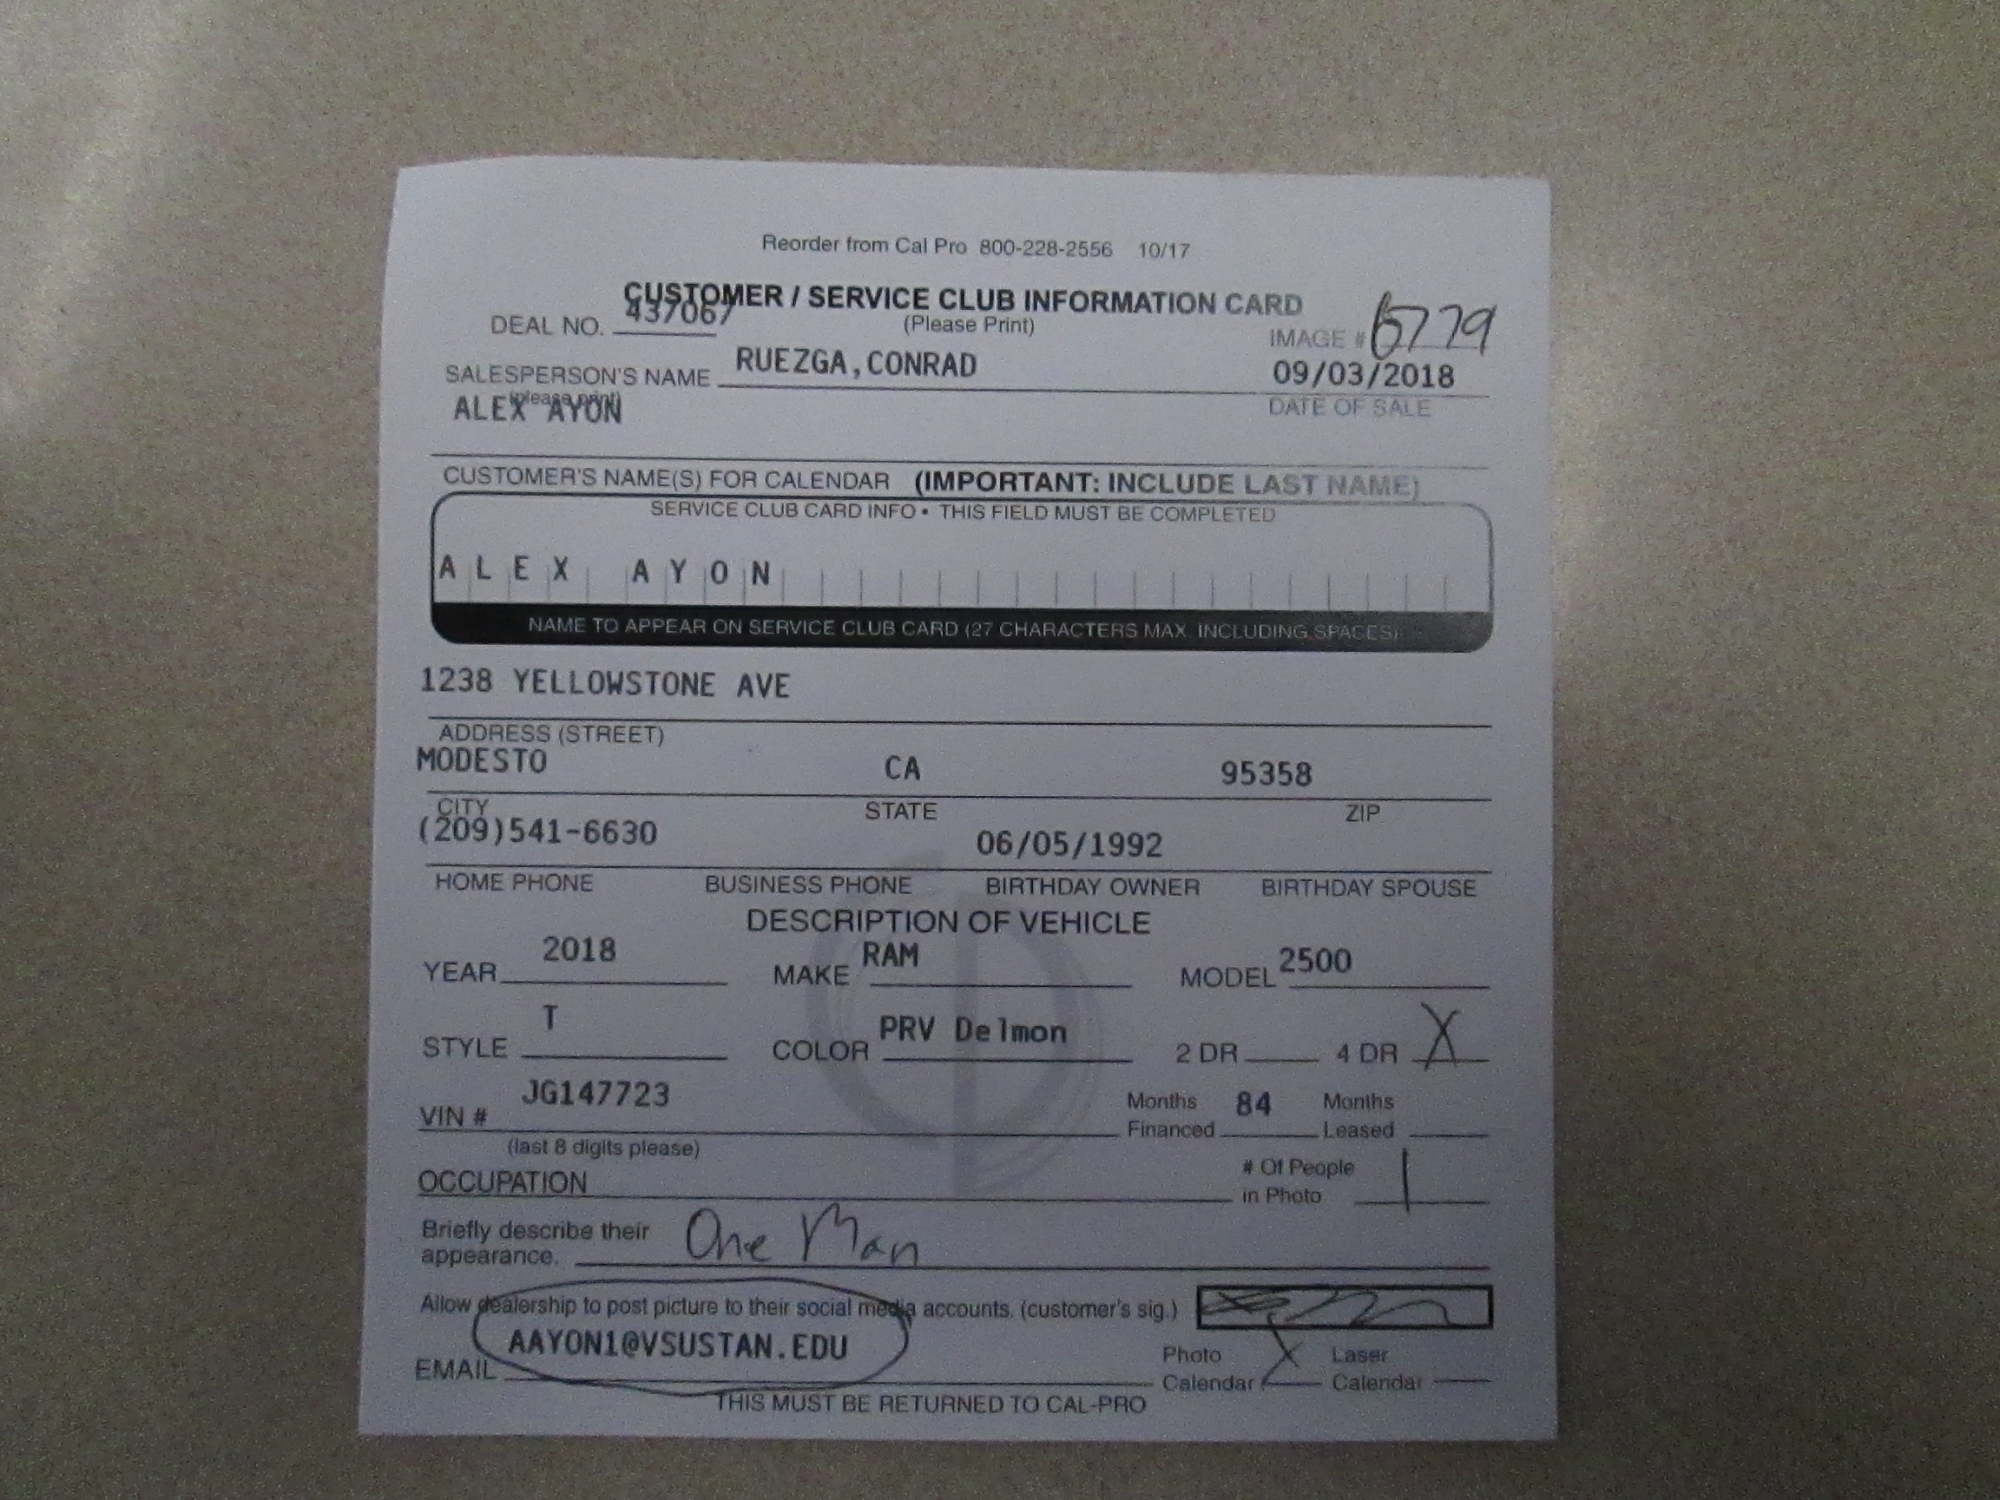 Reorder from Cal Pro 800-228-2556 10/17
CUSTOMER / SERVICE CLUB INFORMATION CARD
DEAL NO. 437067 (Please Print) IMAGE # 6779
SALESPERSON'S NAME RUEZGA,CONRAD 09/03/2018
(please print) DATE OF SALE
ALEX AYON
CUSTOMER'S NAME(S) FOR CALENDAR (IMPORTANT: INCLUDE LAST NAME)
SERVICE CLUB CARD INFO • THIS FIELD MUST BE COMPLETED
A L E X A Y O N
NAME TO APPEAR ON SERVICE CLUB CARD (27 CHARACTERS MAX. INCLUDING SPACES)
1238 YELLOWSTONE AVE
ADDRESS (STREET)
MODESTO CA 95358
CITY STATE ZIP
(209)541-6630 06/05/1992
HOME PHONE BUSINESS PHONE BIRTHDAY OWNER BIRTHDAY SPOUSE
DESCRIPTION OF VEHICLE
YEAR 2018 MAKE RAM MODEL 2500
STYLE T COLOR PRV Delmon 2 DR 4 DR X
VIN # JG147723 Months Financed 84 Months Leased
(last 8 digits please)
OCCUPATION # Of People in Photo 1
Briefly describe their appearance. One Man
Allow dealership to post picture to their social media accounts. (customer's sig.)
EMAIL AAYON1@VSUSTAN.EDU Photo Calendar X Laser Calendar
THIS MUST BE RETURNED TO CAL-PRO